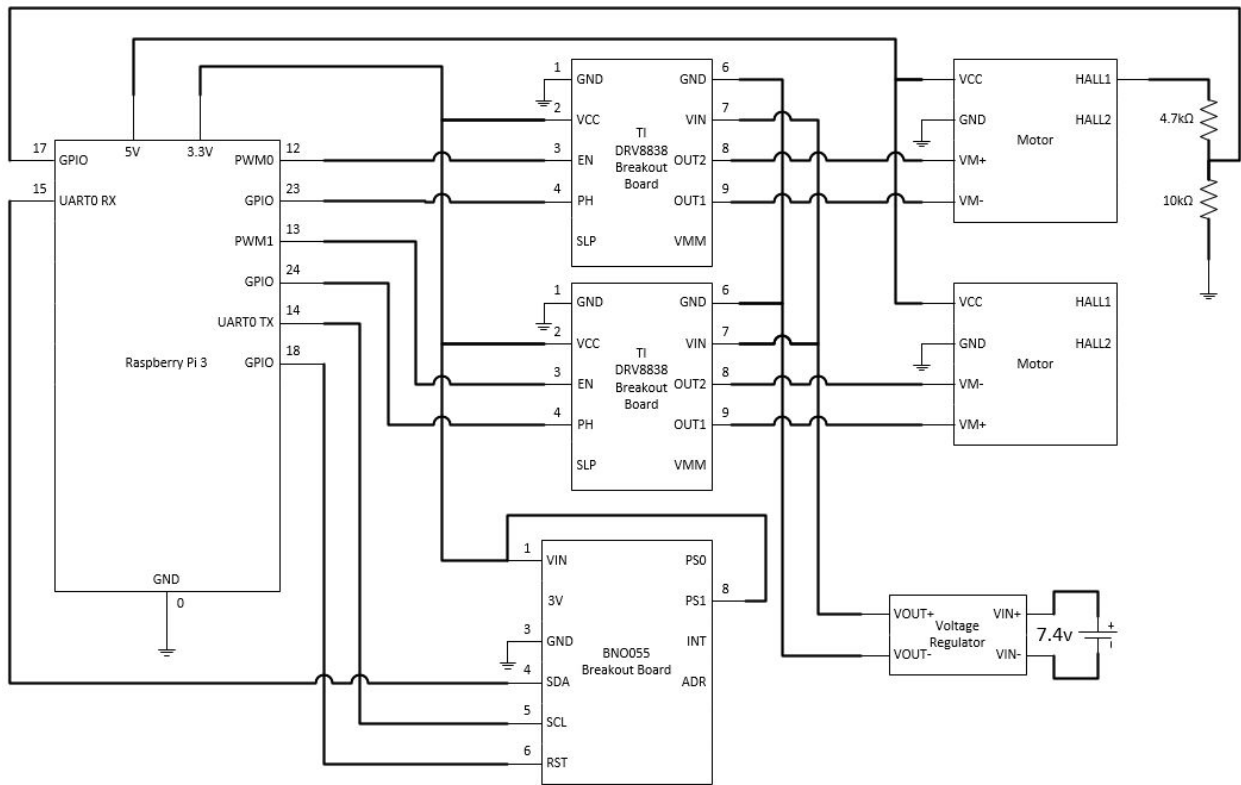 5V
3.3V
17
GPIO
15
UART0 RX
PWM0
12
GPIO
23
PWM1
13
GPIO
24
UART0 TX
14
GPIO
18
Raspberry Pi 3
GND
0
1
GND
2
VCC
3
EN
4
PH
SLP
TI
DRV8838
Breakout
Board
6
GND
7
VIN
8
OUT2
9
OUT1
VMM
VCC
GND
VM+
VM-
Motor
HALL1
HALL2
4.7kΩ
10kΩ
1
GND
2
VCC
3
EN
4
PH
SLP
TI
DRV8838
Breakout
Board
6
GND
7
VIN
8
OUT2
9
OUT1
VMM
VCC
GND
VM-
VM+
Motor
HALL1
HALL2
1
VIN
3V
3
GND
4
SDA
5
SCL
6
RST
BNO055
Breakout Board
PS0
8
PS1
INT
ADR
VOUT+
VOUT-
Voltage
Regulator
VIN+
VIN-
7.4v
+